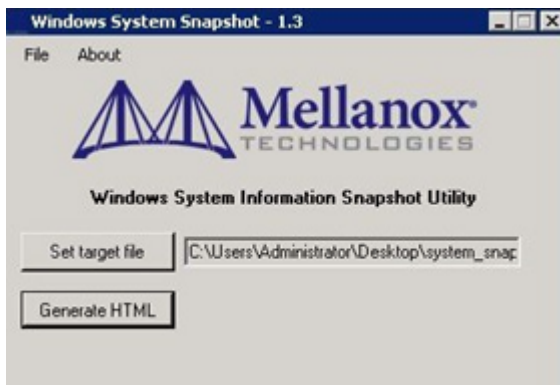 Windows System Snapshot - 1.3
File About
Mellanox
TECHNOLOGIES
Windows System Information Snapshot Utility
Set target file C:\Users\Administrator\Desktop\system_snap
Generate HTML